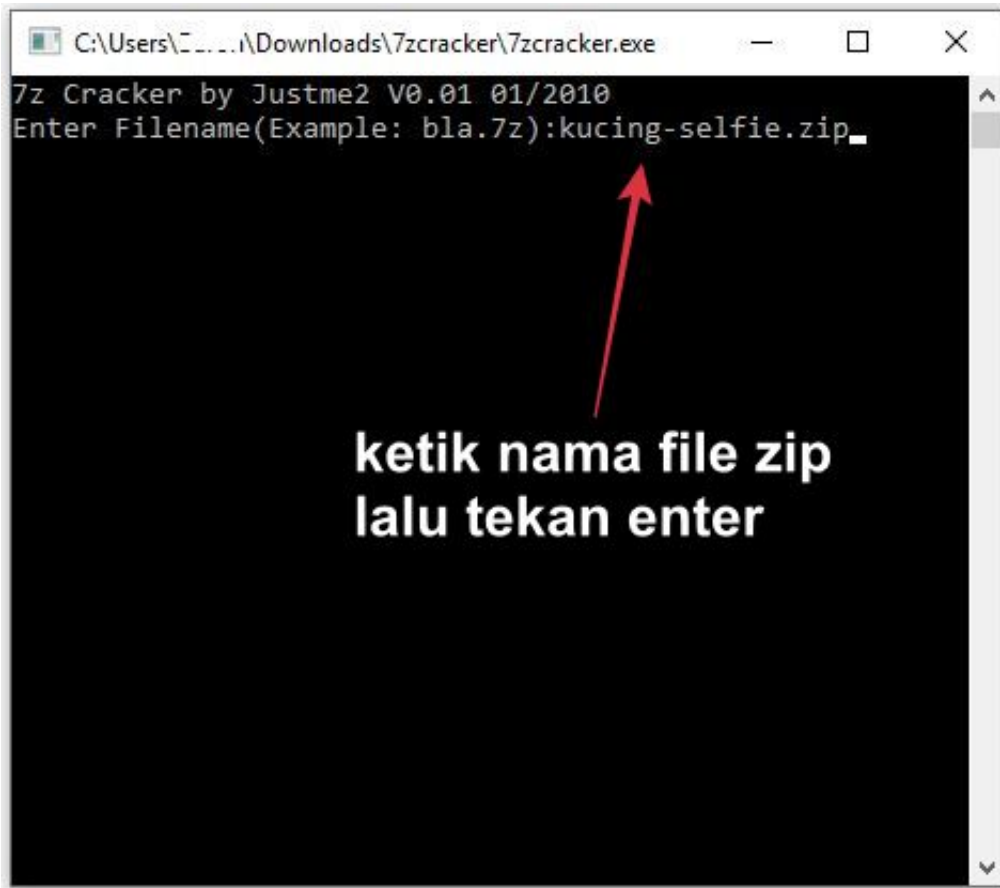 C:\Users\\Downloads\7zcracker\7zcracker.exe
7z Cracker by Justme2 V0.01 01/2010
Enter Filename(Example: bla.7z):kucing-selfie.zip
ketik nama file zip
lalu tekan enter